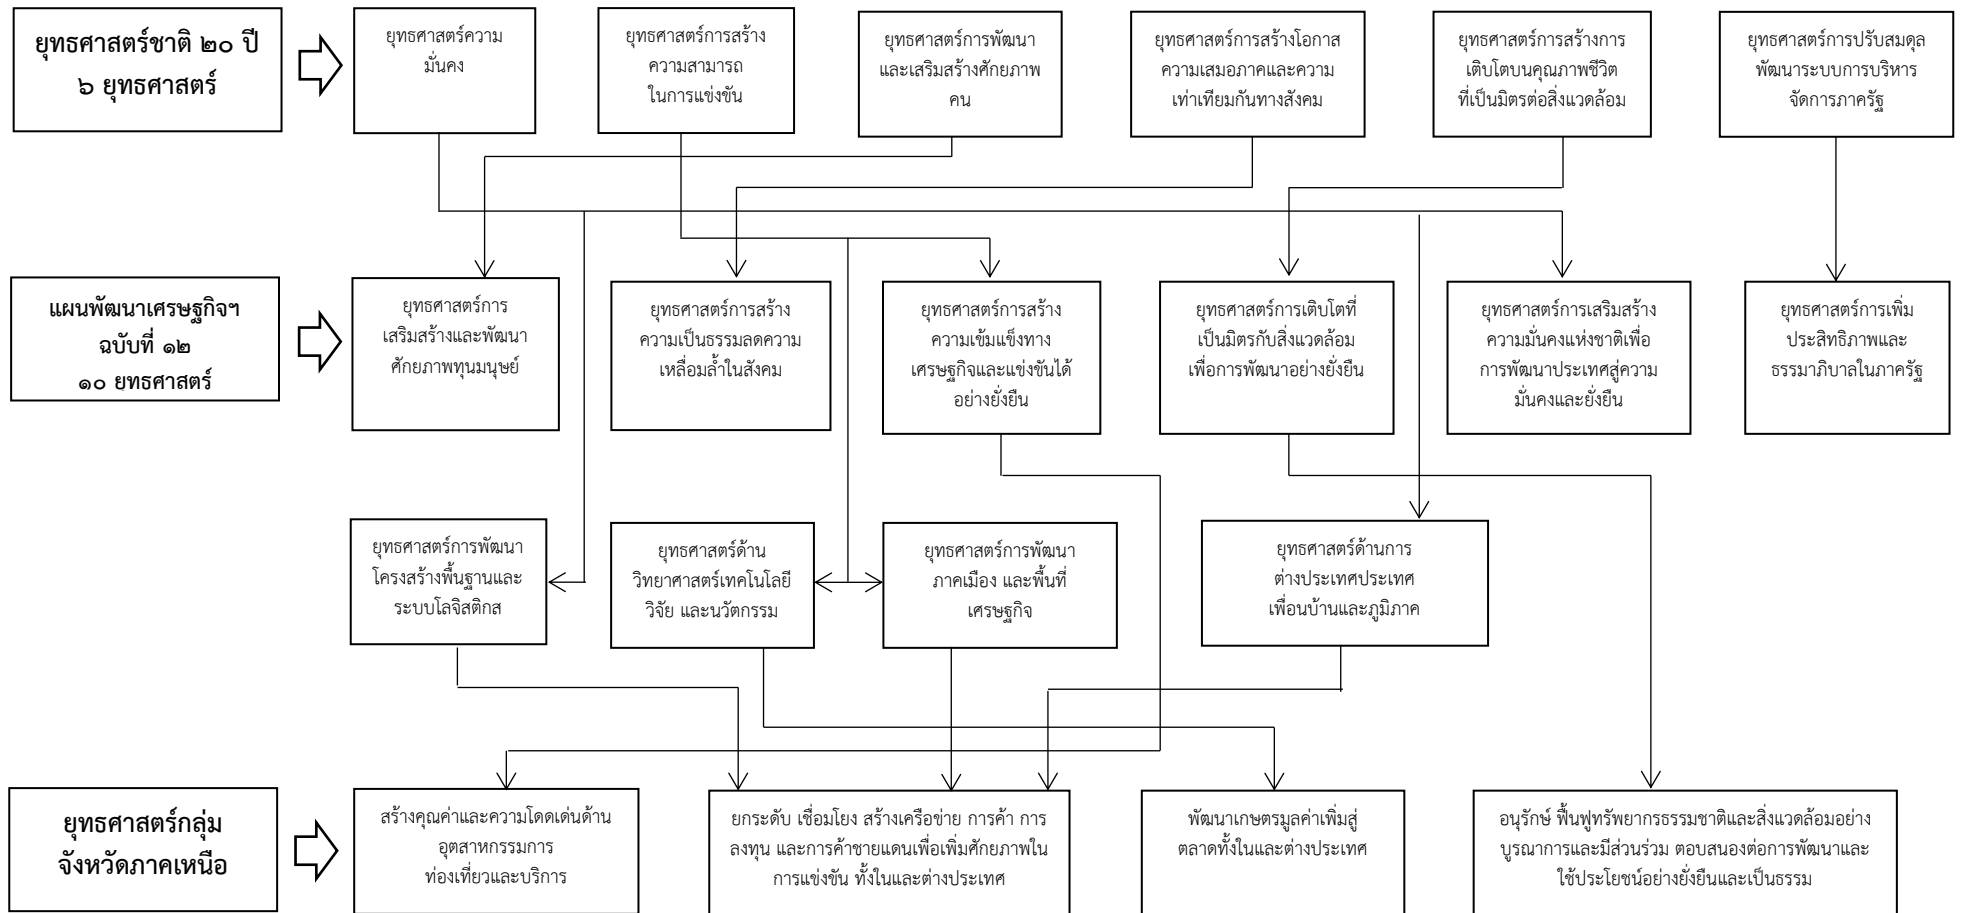 ยุทธศาสตร์ชาติ ๒๐ ปี
๖ ยุทธศาสตร์
ยุทธศาสตร์ความ
มั่นคง
ยุทธศาสตร์การสร้าง
ความสามารถ
ในการแข่งขัน
ยุทธศาสตร์การพัฒนา
และเสริมสร้างศักยภาพ
คน
ยุทธศาสตร์การสร้างโอกาส
ความเสมอภาคและความ
เท่าเทียมกันทางสังคม
ยุทธศาสตร์การสร้างการ
เติบโตบนคุณภาพชีวิต
ที่เป็นมิตรต่อสิ่งแวดล้อม
ยุทธศาสตร์การปรับสมดุล
พัฒนาระบบการบริหาร
จัดการภาครัฐ
แผนพัฒนาเศรษฐกิจฯ
ฉบับที่ ๑๒
๑๐ ยุทธศาสตร์
ยุทธศาสตร์การ
เสริมสร้างและพัฒนา
ศักยภาพทุนมนุษย์
ยุทธศาสตร์การสร้าง
ความเป็นธรรมลดความ
เหลื่อมล้ำในสังคม
ยุทธศาสตร์การสร้าง
ความเข้มแข็งทาง
เศรษฐกิจและแข่งขันได้
อย่างยั่งยืน
ยุทธศาสตร์การเติบโตที่
เป็นมิตรกับสิ่งแวดล้อม
เพื่อการพัฒนาอย่างยั่งยืน
ยุทธศาสตร์การเสริมสร้าง
ความมั่นคงแห่งชาติเพื่อ
การพัฒนาประเทศสู่ความ
มั่นคงและยั่งยืน
ยุทธศาสตร์การเพิ่ม
ประสิทธิภาพและ
ธรรมาภิบาลในภาครัฐ
ยุทธศาสตร์การพัฒนา
โครงสร้างพื้นฐานและ
ระบบโลจิสติกส
ยุทธศาสตร์ด้าน
วิทยาศาสตร์เทคโนโลยี
วิจัย และนวัตกรรม
ยุทธศาสตร์การพัฒนา
ภาคเมือง และพื้นที่
เศรษฐกิจ
ยุทธศาสตร์ด้านการ
ต่างประเทศประเทศ
เพื่อนบ้านและภูมิภาค
ยุทธศาสตร์กลุ่ม
จังหวัดภาคเหนือ
สร้างคุณค่าและความโดดเด่นด้าน
อุตสาหกรรมการ
ท่องเที่ยวและบริการ
ยกระดับ เชื่อมโยง สร้างเครือข่าย การค้า การ
ลงทุน และการค้าชายแดนเพื่อเพิ่มศักยภาพใน
การแข่งขัน ทั้งในและต่างประเทศ
พัฒนาเกษตรมูลค่าเพิ่มสู่
ตลาดทั้งในและต่างประเทศ
อนุรักษ์ ฟื้นฟูทรัพยากรธรรมชาติและสิ่งแวดล้อมอย่าง
บูรณาการและมีส่วนร่วม ตอบสนองต่อการพัฒนาและ
ใช้ประโยชน์อย่างยั่งยืนและเป็นธรรม